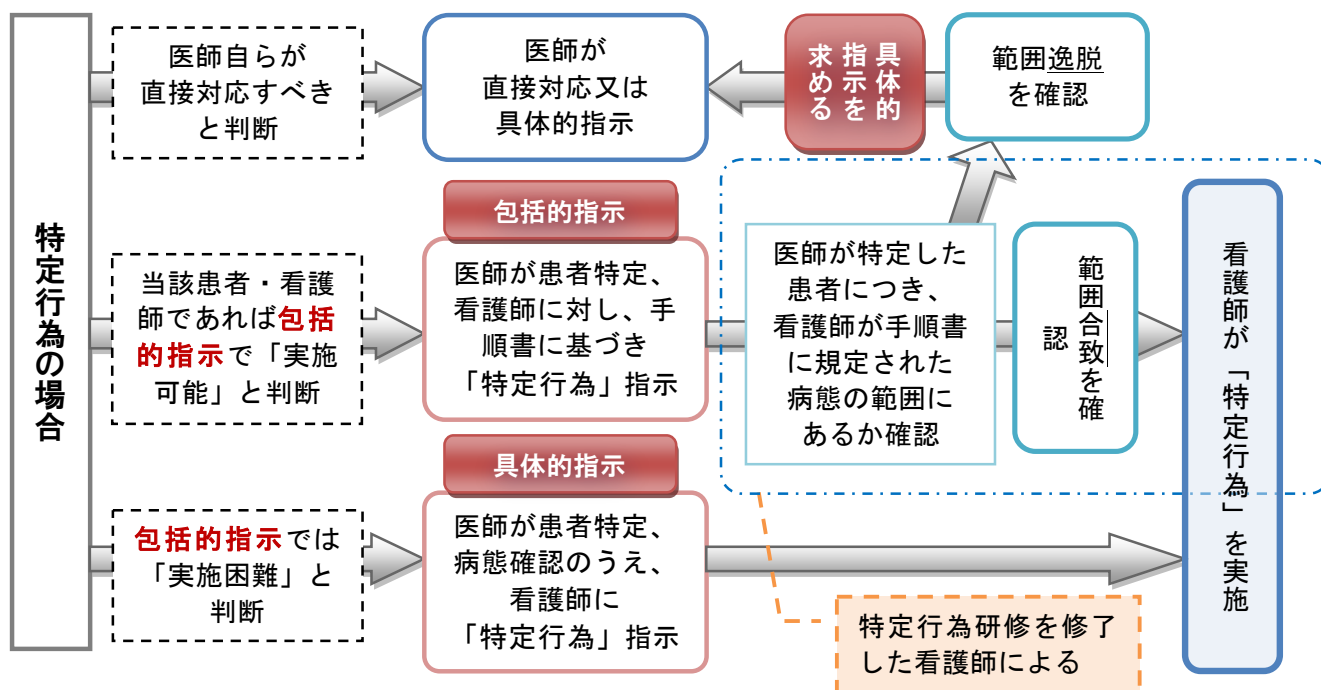 特定行為の場合
医師自らが
直接対応すべき
と判断
医師が
直接対応又は
具体的指示
具体的
指示を
求める
範囲逸脱
を確認
当該患者・看護
師であれば包括
的指示で「実施
可能」と判断
包括的指示
医師が患者特定、
看護師に対し、手
順書に基づき
「特定行為」指示
医師が特定した
患者につき、
看護師が手順書
に規定された
病態の範囲に
あるか確認
範囲合致を確
認
看護師が「特定行為」を実施
包括的指示では
「実施困難」と
判断
具体的指示
医師が患者特定、
病態確認のうえ、
看護師に
「特定行為」指示
特定行為研修を修了
した看護師による